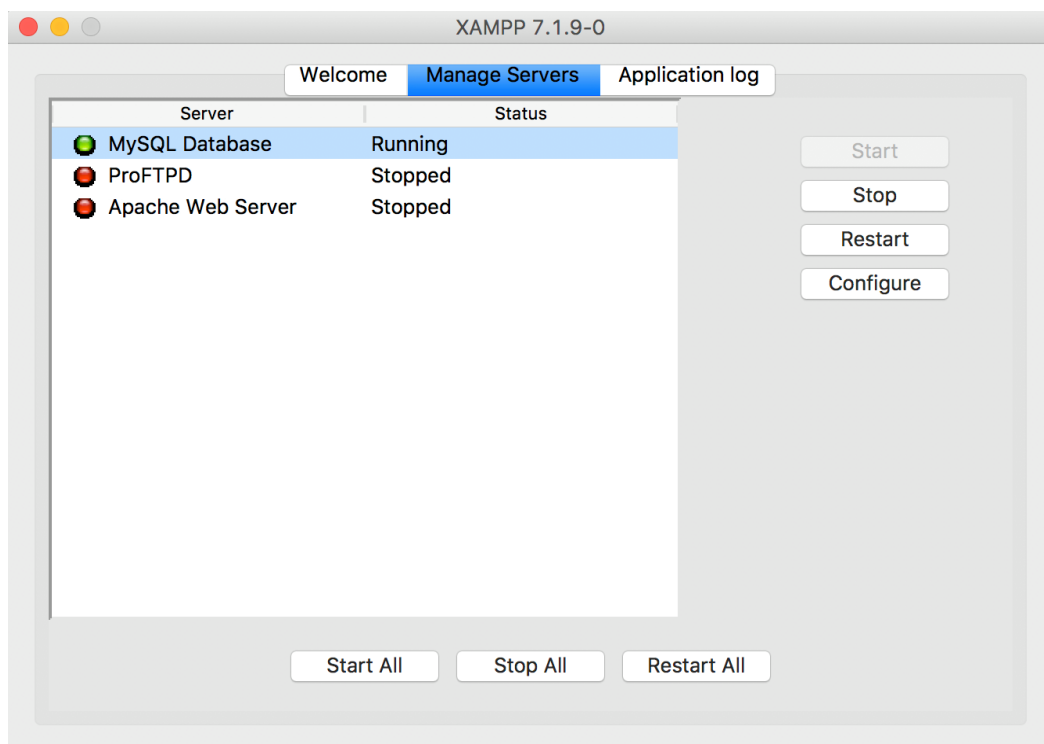 XAMPP 7.1.9-0
Welcome Manage Servers Application log
Server Status
MySQL Database Running
ProFTPD Stopped
Apache Web Server Stopped
Start
Stop
Restart
Configure
Start All Stop All Restart All